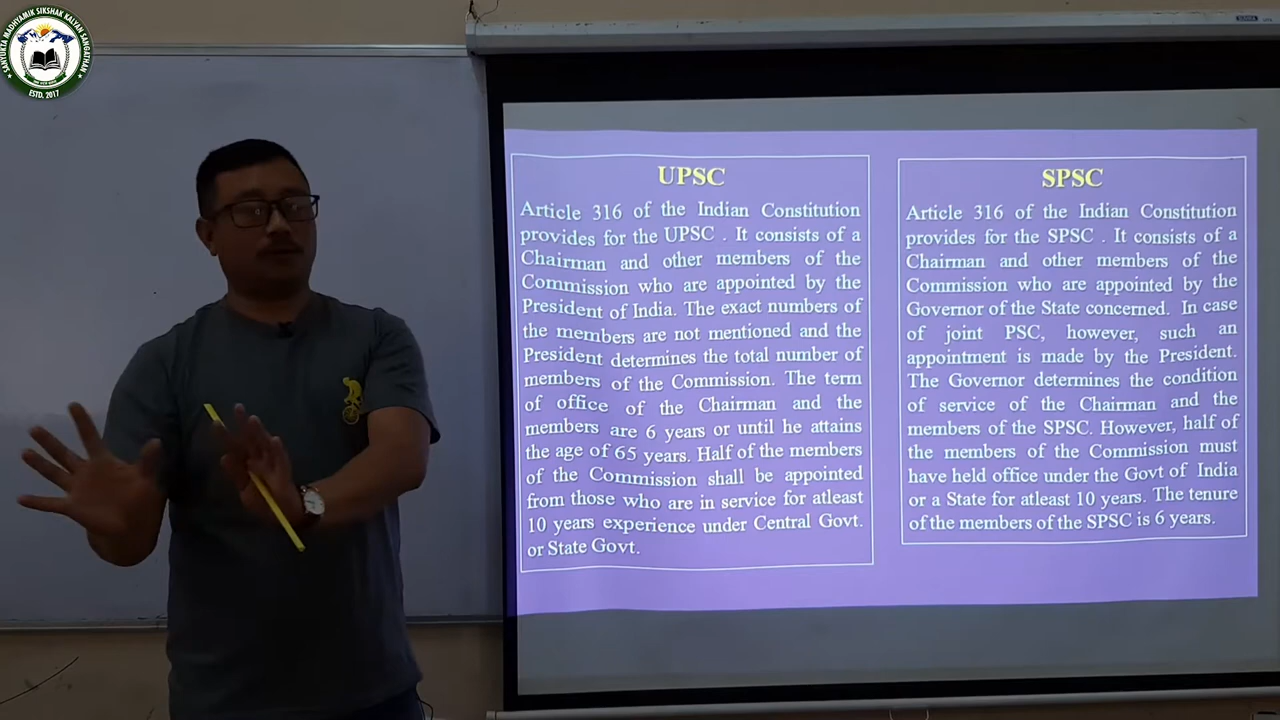 SANYUKTA MADHYAMIK SIKSHAK KALYAN SANGATHAN
ESTD. 2017
UPSC
Article 316 of the Indian Constitution
provides for the UPSC . It consists of a
Chairman and other members of the
Commission who are appointed by the
President of India. The exact numbers of
the members are not mentioned and the
President determines the total number of
members of the Commission. The term
of office of the Chairman and the
members are 6 years or until he attains
the age of 65 years. Half of the members
of the Commission shall be appointed
from those who are in service for atleast
10 years experience under Central Govt.
or State Govt.
SPSC
Article 316 of the Indian Constitution
provides for the SPSC . It consists of a
Chairman and other members of the
Commission who are appointed by the
Governor of the State concerned. In case
of joint PSC, however, such an
appointment is made by the President.
The Governor determines the condition
of service of the Chairman and the
members of the SPSC. However, half of
the members of the Commission must
have held office under the Govt of India
or a State for atleast 10 years. The tenure
of the members of the SPSC is 6 years.